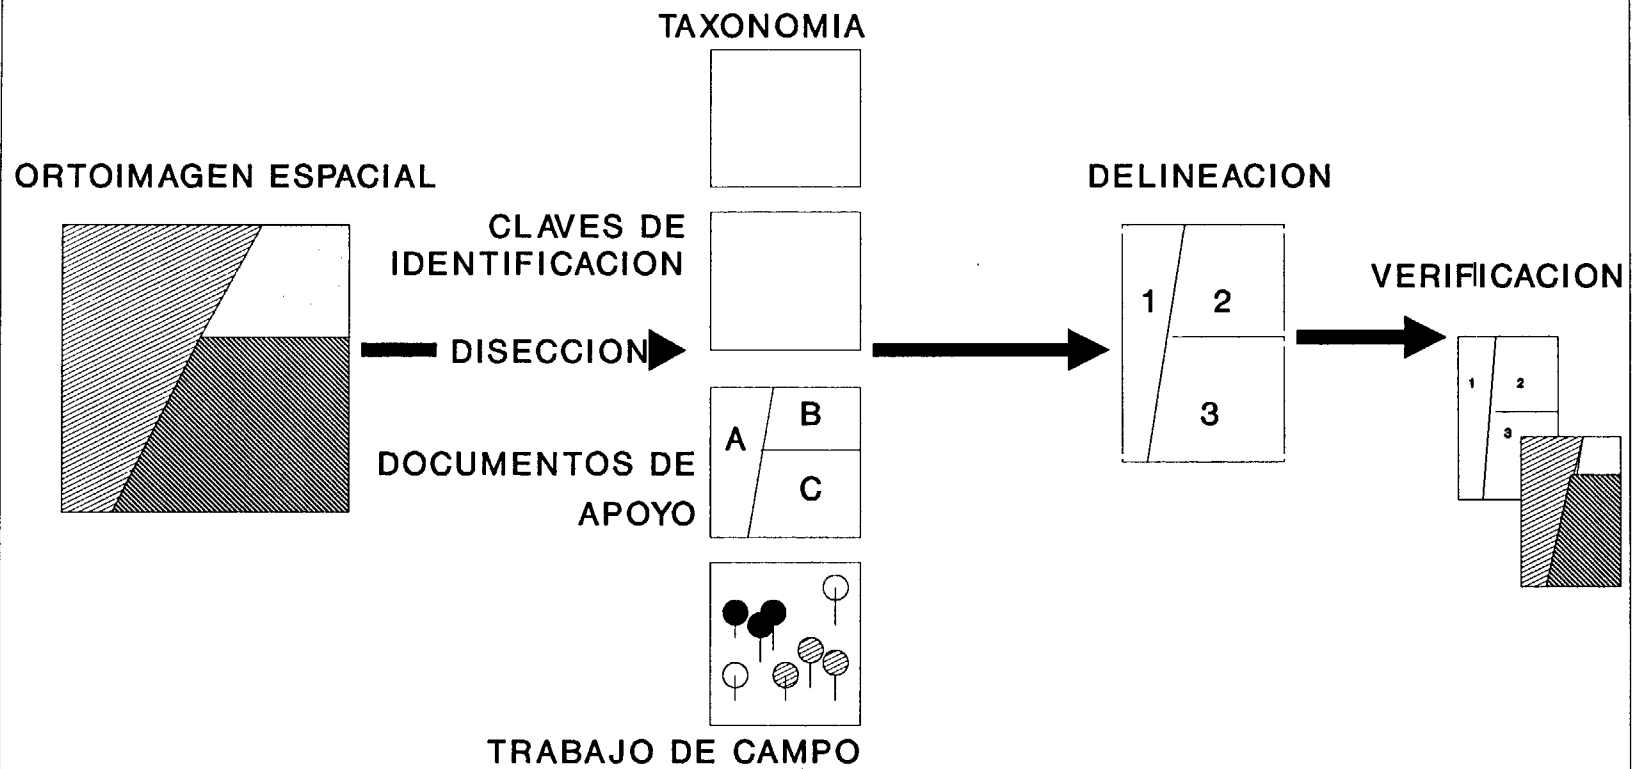 TAXONOMIA
ORTOIMAGEN ESPACIAL
CLAVES DE
IDENTIFICACION
DISECCION
DOCUMENTOS DE
APOYO
A
B
C
TRABAJO DE CAMPO
DELINEACION
1
2
3
VERIFICACION
1
2
3